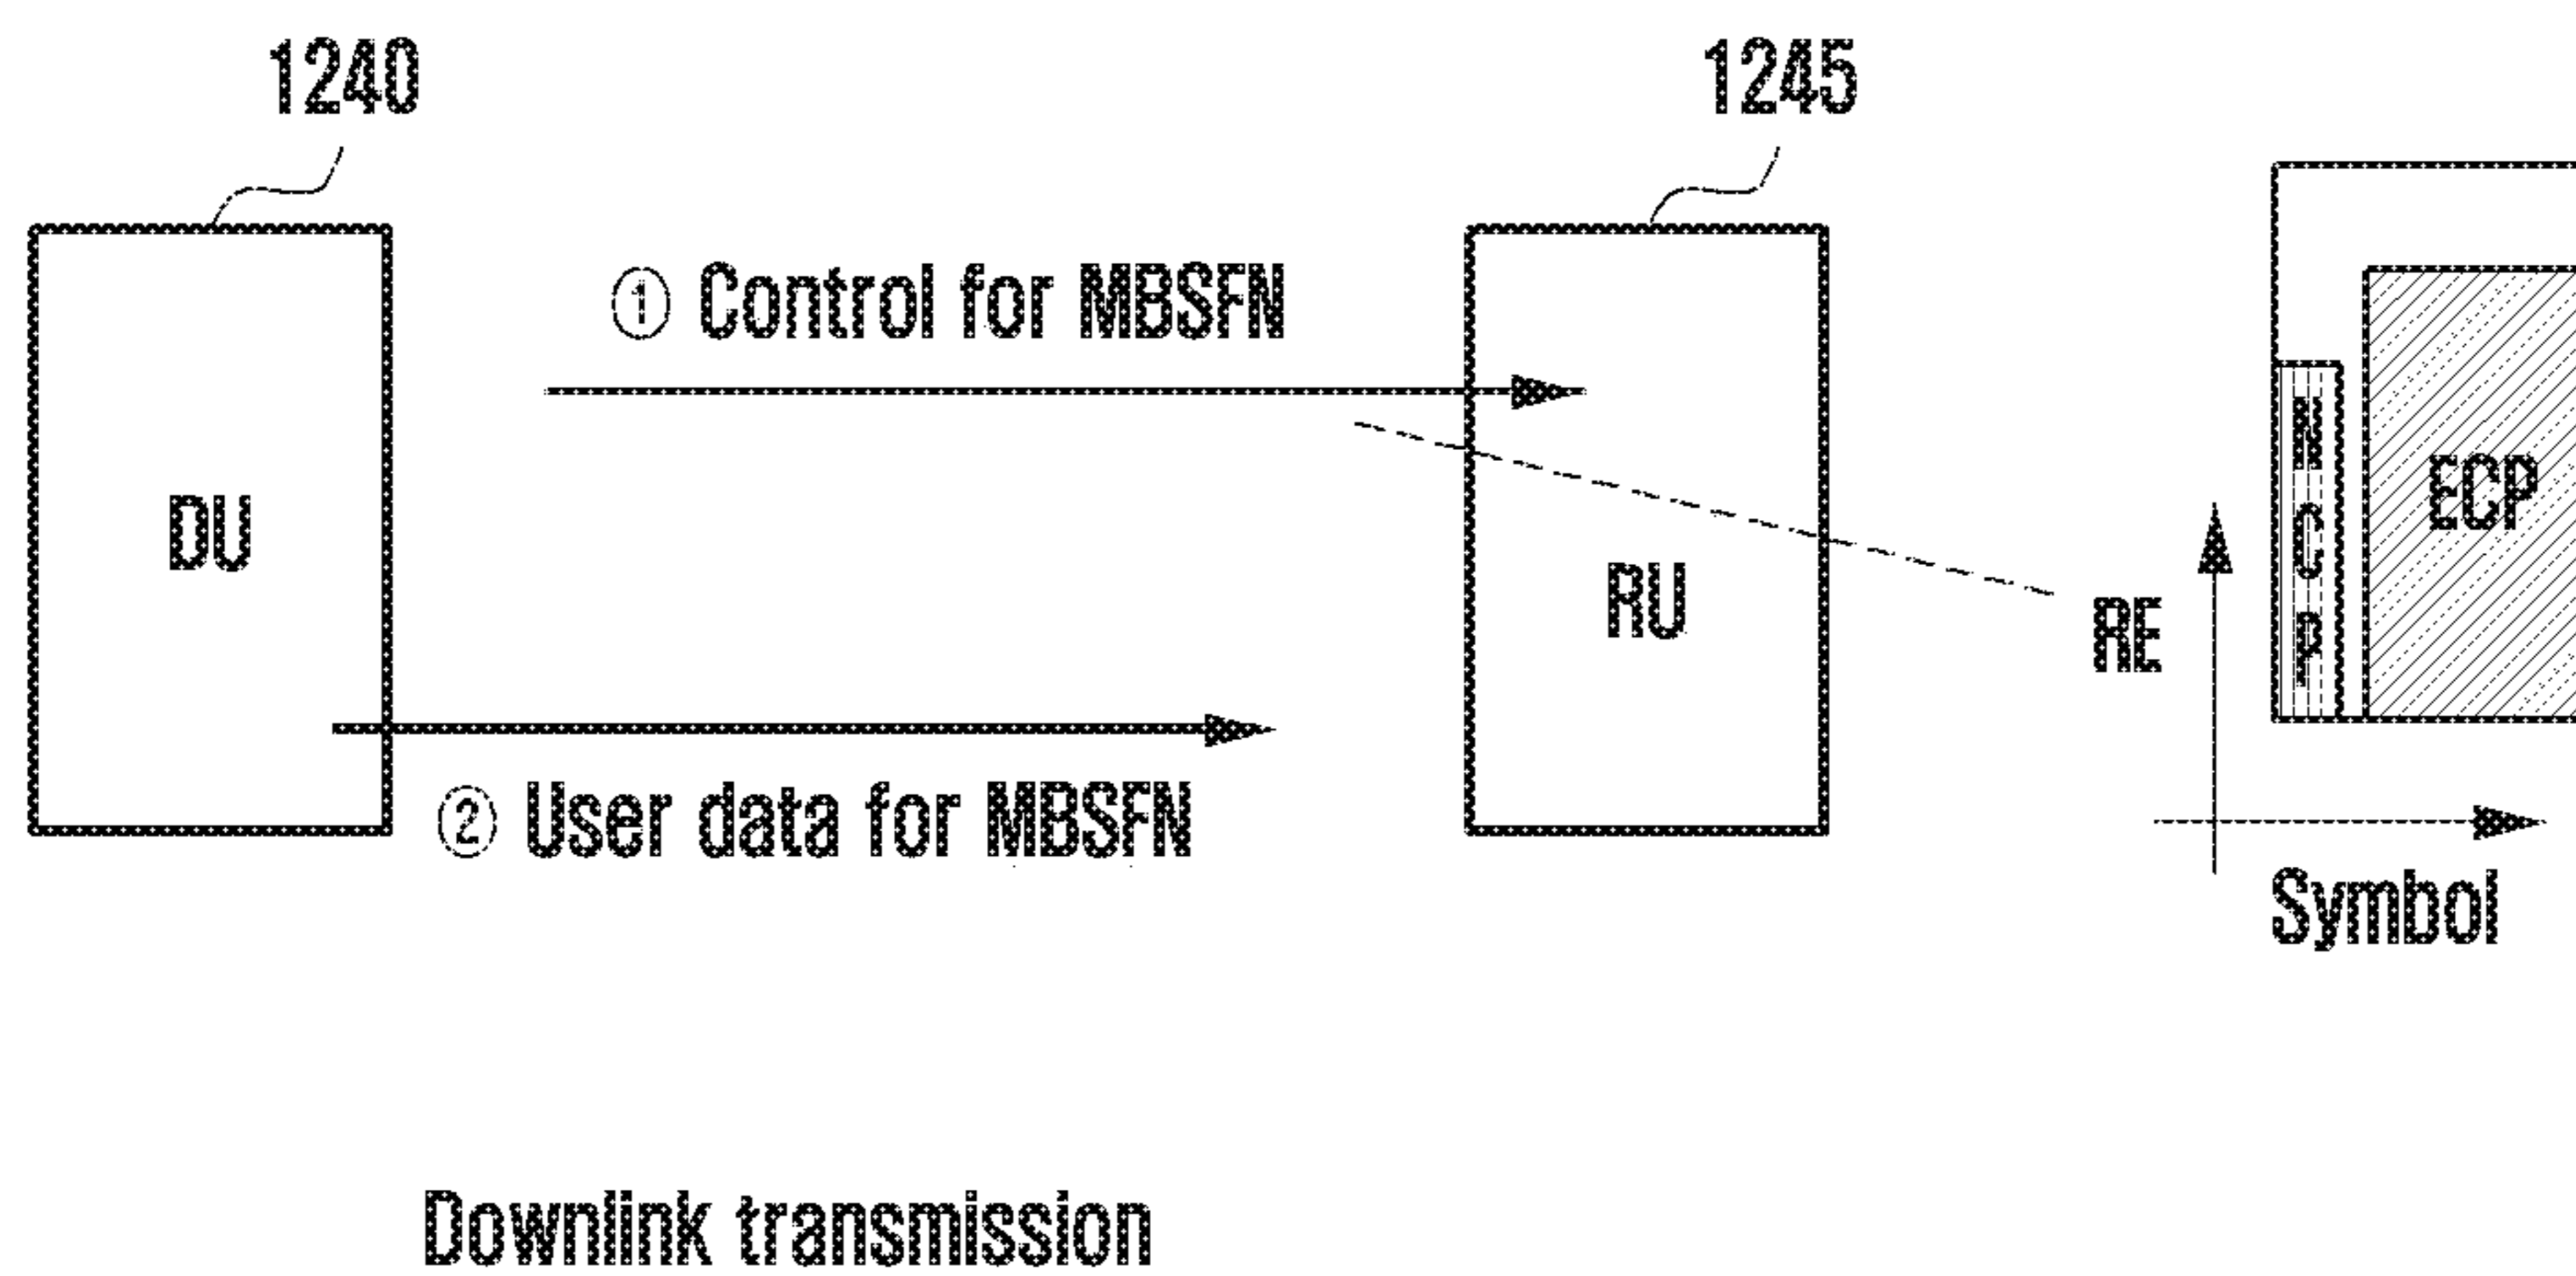 1240
1245
① Control for MBSFN
DU
RU
② User data for MBSFN
NCP
ECP
RE
Symbol
Downlink transmission